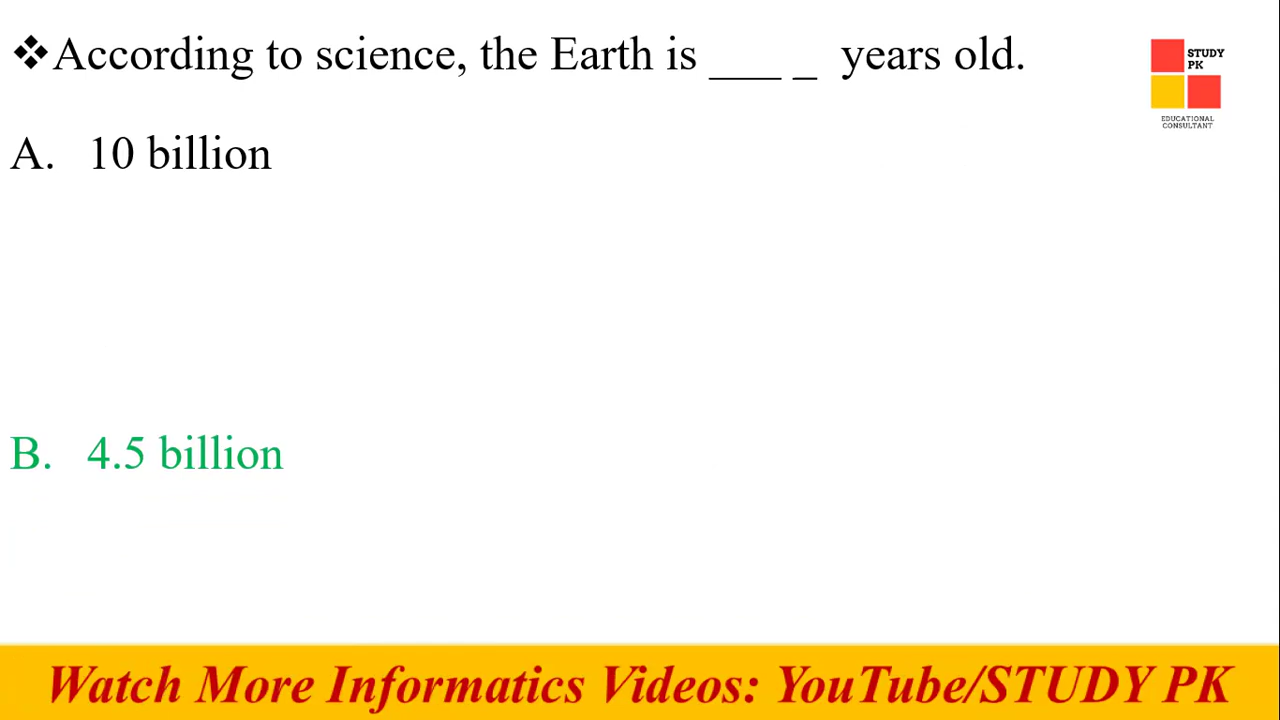 ❖According to science, the Earth is ___ _ years old.
STUDY
PK
EDUCATIONAL
CONSULTANT
A. 10 billion
B. 4.5 billion
Watch More Informatics Videos: YouTube/STUDY PK